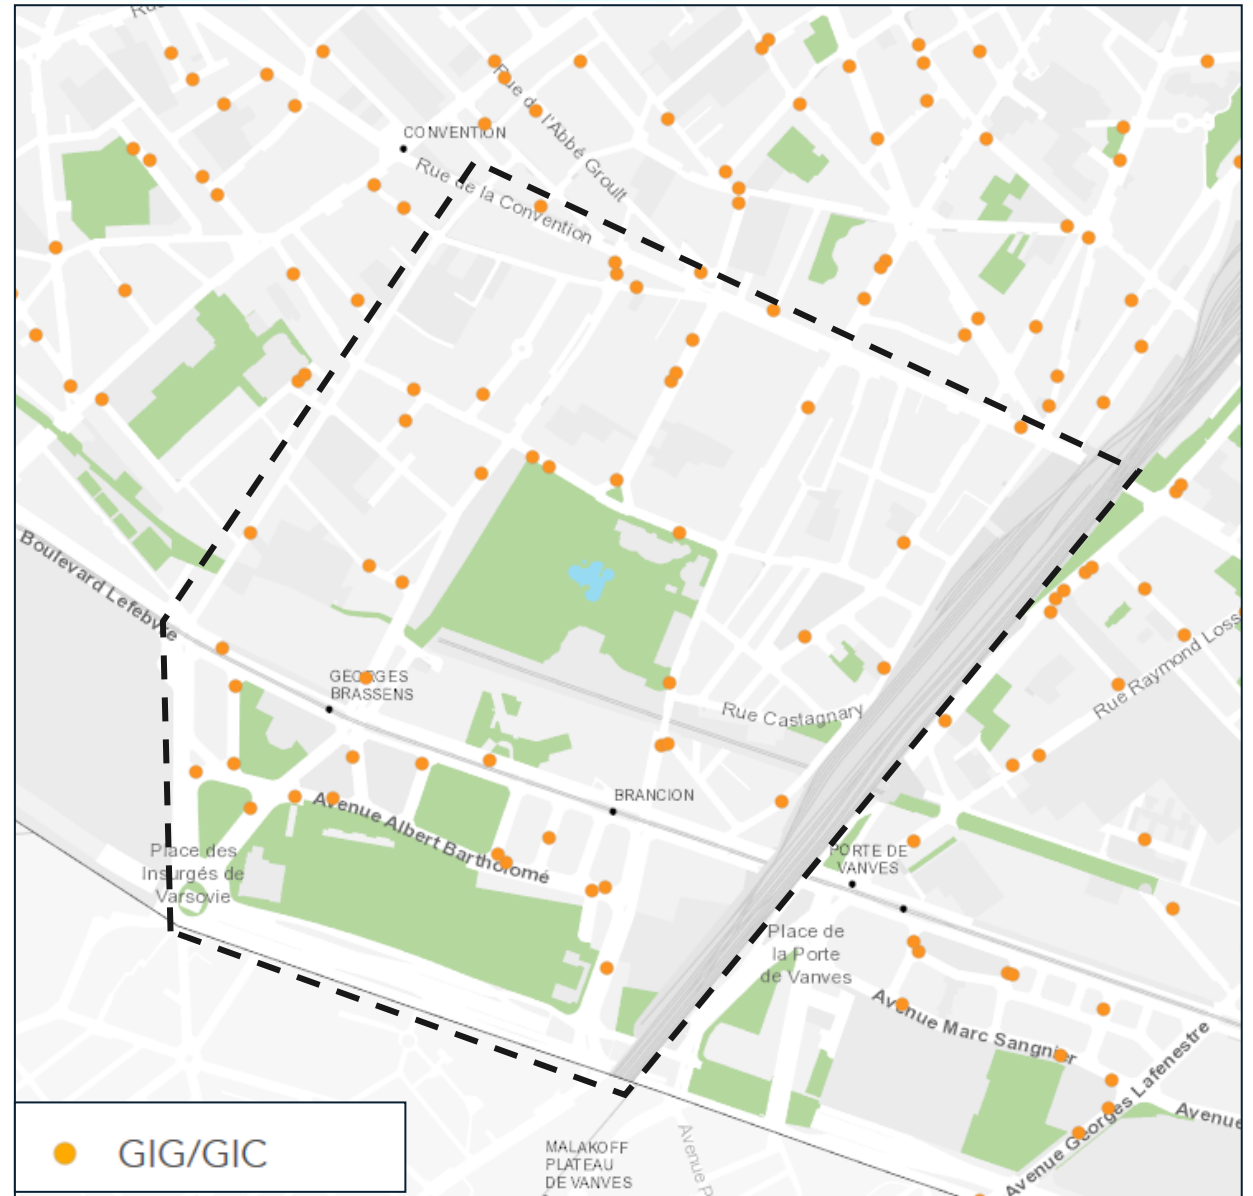 Rue de l'Abbé Groult
CONVENTION
Rue de la Convention
Boulevard Lefebvre
GEORGES
BRASSENS
Rue Castagnary
Rue Raymond Loss
BRANCION
Avenue Albert Bartholomé
PORTE DE
VANVES
Place des
Insurgés de
Varsovie
Place de
la Porte
de Vanves
Avenue Marc Sangnier
Avenue Georges Lafenestre
Avenue
MALAKOFF
PLATEAU
DE VANVES
Avenue P
GIG/GIC